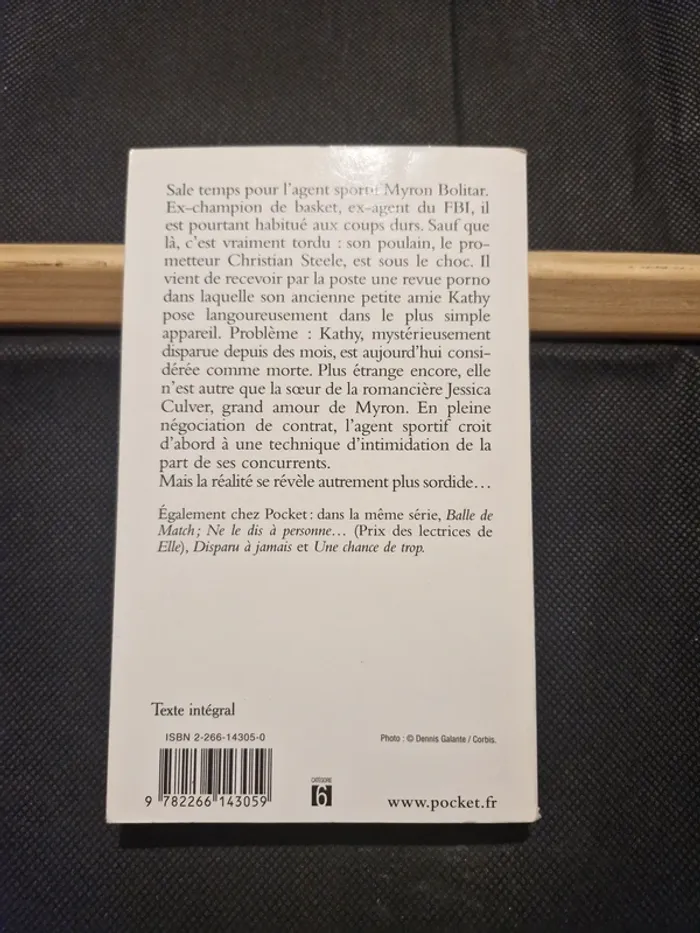 Sale temps pour l'agent sportif Myron Bolitar.
Ex-champion de basket, ex-agent du FBI, il
est pourtant habitué aux coups durs. Sauf que
là, c'est vraiment tordu : son poulain, le pro-
metteur Christian Steele, est sous le choc. Il
vient de recevoir par la poste une revue porno
dans laquelle son ancienne petite amie Kathy
pose langoureusement dans le plus simple
appareil. Problème : Kathy, mystérieusement
disparue depuis des mois, est aujourd'hui consi-
dérée comme morte. Plus étrange encore, elle
n'est autre que la sœur de la romancière Jessica
Culver, grand amour de Myron. En pleine
négociation de contrat, l'agent sportif croit
d'abord à une technique d'intimidation de la
part de ses concurrents.
Mais la réalité se révèle autrement plus sordide…
Également chez Pocket : dans la même série, Balle de
Match ; Ne le dis à personne… (Prix des lectrices de
Elle), Disparu à jamais et Une chance de trop.
Texte intégral
ISBN 2-266-14305-0
Photo : © Dennis Galante / Corbis.
9 782266 143059
CATÉGORIE
6
www.pocket.fr